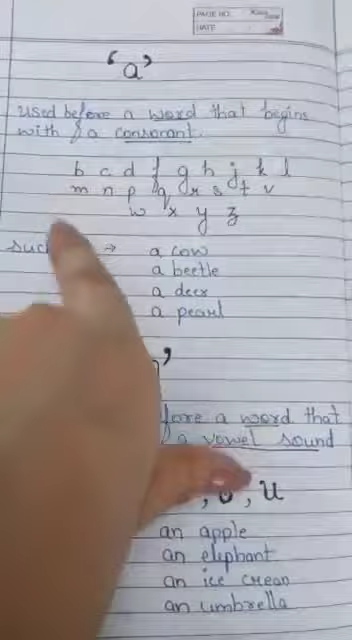 PAGE NO.
DATE
'a'
used before a word that begins
with a consonant.
b c d f g h j k l
m n p q r s t v
w x y z
→ a cow
a beetle
a deer
a pearl
a word that
a vowel sound
, U
an apple
an elephant
an ice cream
an umbrella